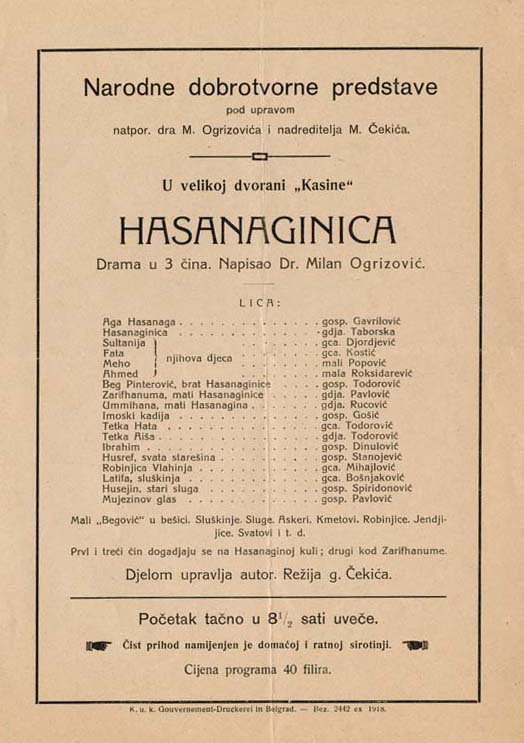 Narodne dobrotvorne predstave
pod upravom
natpor. dra M. Ogrizovića i nadreditelja M. Čekića.
U velikoj dvorani „Kasine“
HASANAGINICA
Drama u 3 čina. Napisao Dr. Milan Ogrizović.
LICA:
Aga Hasanaga . . . . . . . . . . . . gosp. Gavrilović
Hasanaginica . . . . . . . . . . . . gdja. Taborska
Sultanija . . . . . . . gca. Djordjević
Fata . . . . . . . gca. Kostić
njihova djeca
Meho . . . . . . . mali Popović
Ahmed . . . . . . . mala Roksidarević
Beg Pinterović, brat Hasanaginice . . . . gosp. Todorović
Zarifhanuma, mati Hasanaginice . . . . gdja. Pavlović
Ummihana, mati Hasanagina . . . . . gdja. Rucović
Imoski kadija . . . . . . . . . . . . gosp. Gošić
Tetka Hata . . . . . . . . . . . . gca. Todorović
Tetka Aiša . . . . . . . . . . . . gdja. Todorović
Ibrahim . . . . . . . . . . . . gosp. Dinulović
Husref, svata starešina . . . . . . . . gosp. Stanojević
Robinjica Vlahinja . . . . . . . . . gca. Mihajlović
Latifa, sluškinja . . . . . . . . . . gca. Bošnjaković
Husejin, stari sluga . . . . . . . . . gosp. Spiridonović
Mujezinov glas . . . . . . . . . . . gosp. Pavlović
Mali „Begović“ u bešici. Sluškinje. Sluge. Askeri. Kmetovi. Robinjice. Jendji-
jice. Svatovi i t. d.
Prvi i treći čin dogadjaju se na Hasanaginoj kuli; drugi kod Zarifhanume.
Djelom upravlja autor. Režija g. Čekića.
Početak tačno u 8 1/2 sati uveče.
Čist prihod namijenjen je domaćoj i ratnoj sirotinji.
Cijena programa 40 filira.
K. u. k. Gouvernement-Druckerei in Belgrad. — Bez. 2442 ex 1918.